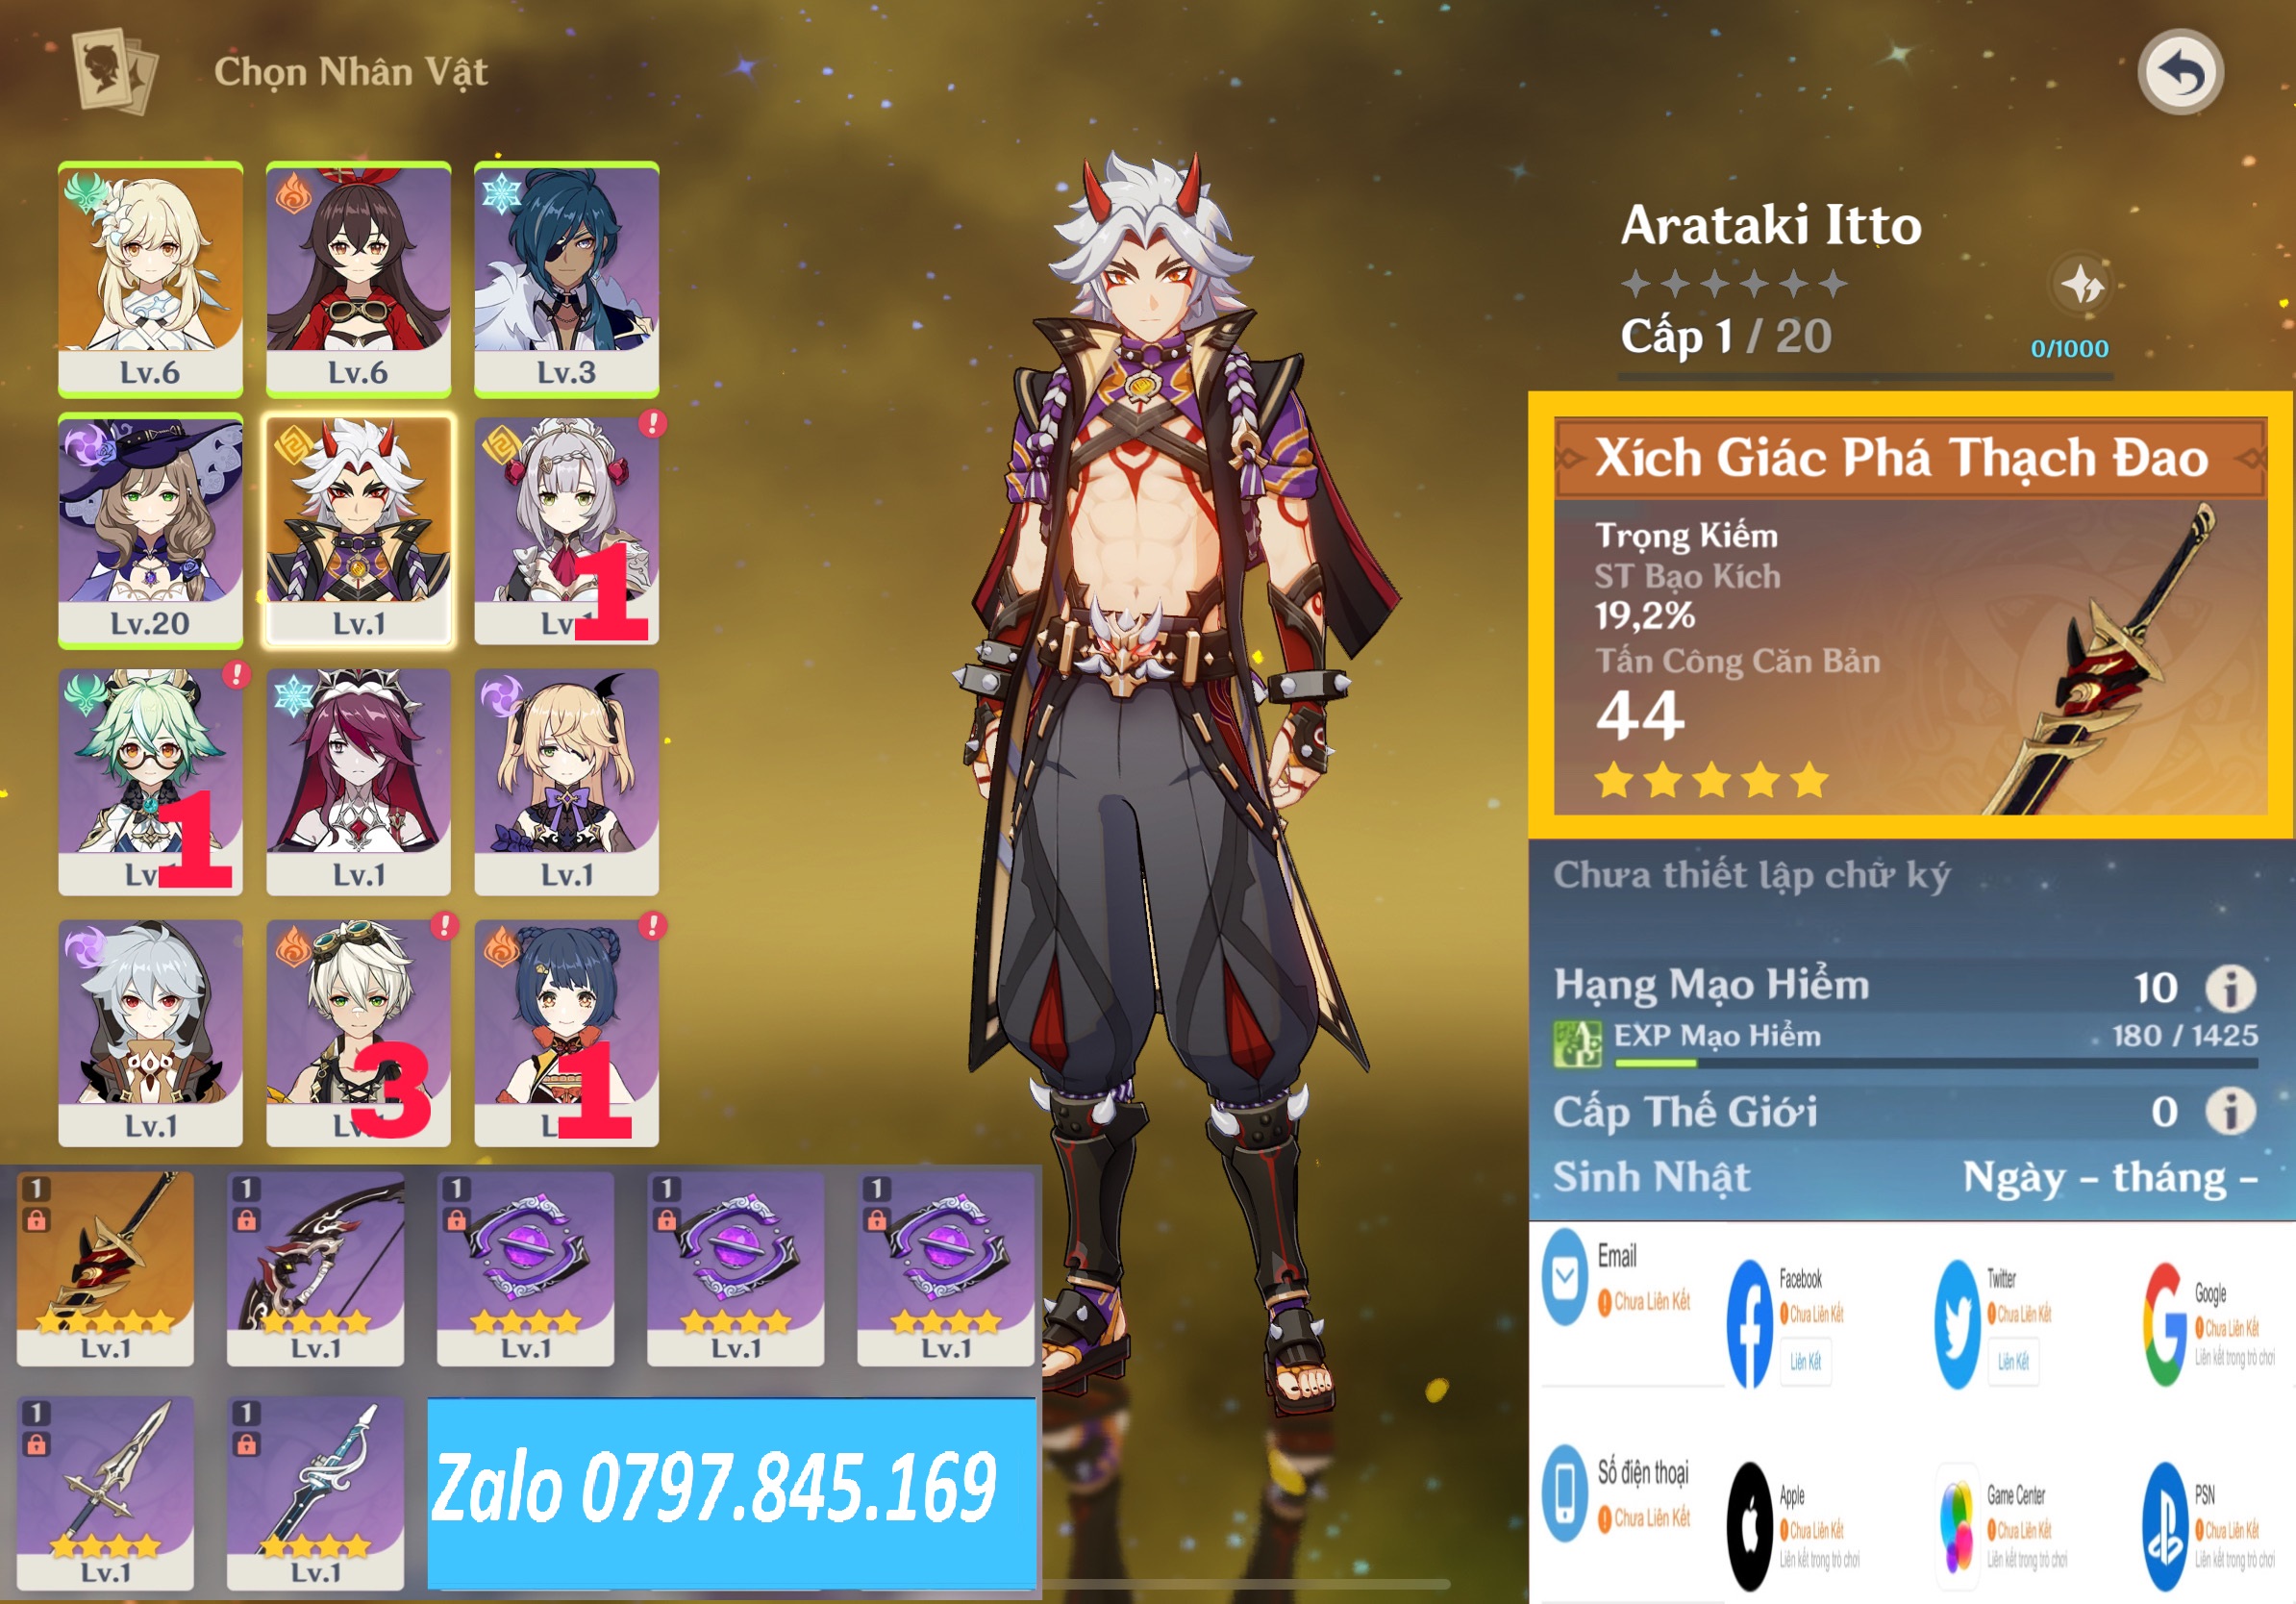 Chọn Nhân Vật
Lv.6
Lv.6
Lv.3
Lv.20
Lv.1
Lv.1
1
Lv.1
1
Lv.1
Lv.1
Lv.1
3
1
Arataki Itto
Cấp 1 / 20
0/1000
Xích Giác Phá Thạch Đao
Trọng Kiếm
ST Bạo Kích
19,2%
Tấn Công Căn Bản
44
Chưa thiết lập chữ ký
Hạng Mạo Hiểm 10
EXP Mạo Hiểm 180 / 1425
Cấp Thế Giới 0
Sinh Nhật Ngày - tháng -
1
Lv.1
1
Lv.1
1
Lv.1
1
Lv.1
1
Lv.1
1
Lv.1
1
Lv.1
Zalo 0797.845.169
Email
Chưa Liên Kết
Facebook
Chưa Liên Kết
Liên Kết
Twitter
Chưa Liên Kết
Liên Kết
Google
Chưa Liên Kết
Liên kết trong trò chơi
Số điện thoại
Chưa Liên Kết
Apple
Chưa Liên Kết
Liên kết trong trò chơi
Game Center
Chưa Liên Kết
Liên kết trong trò chơi
PSN
Chưa Liên Kết
Liên kết trong trò chơi